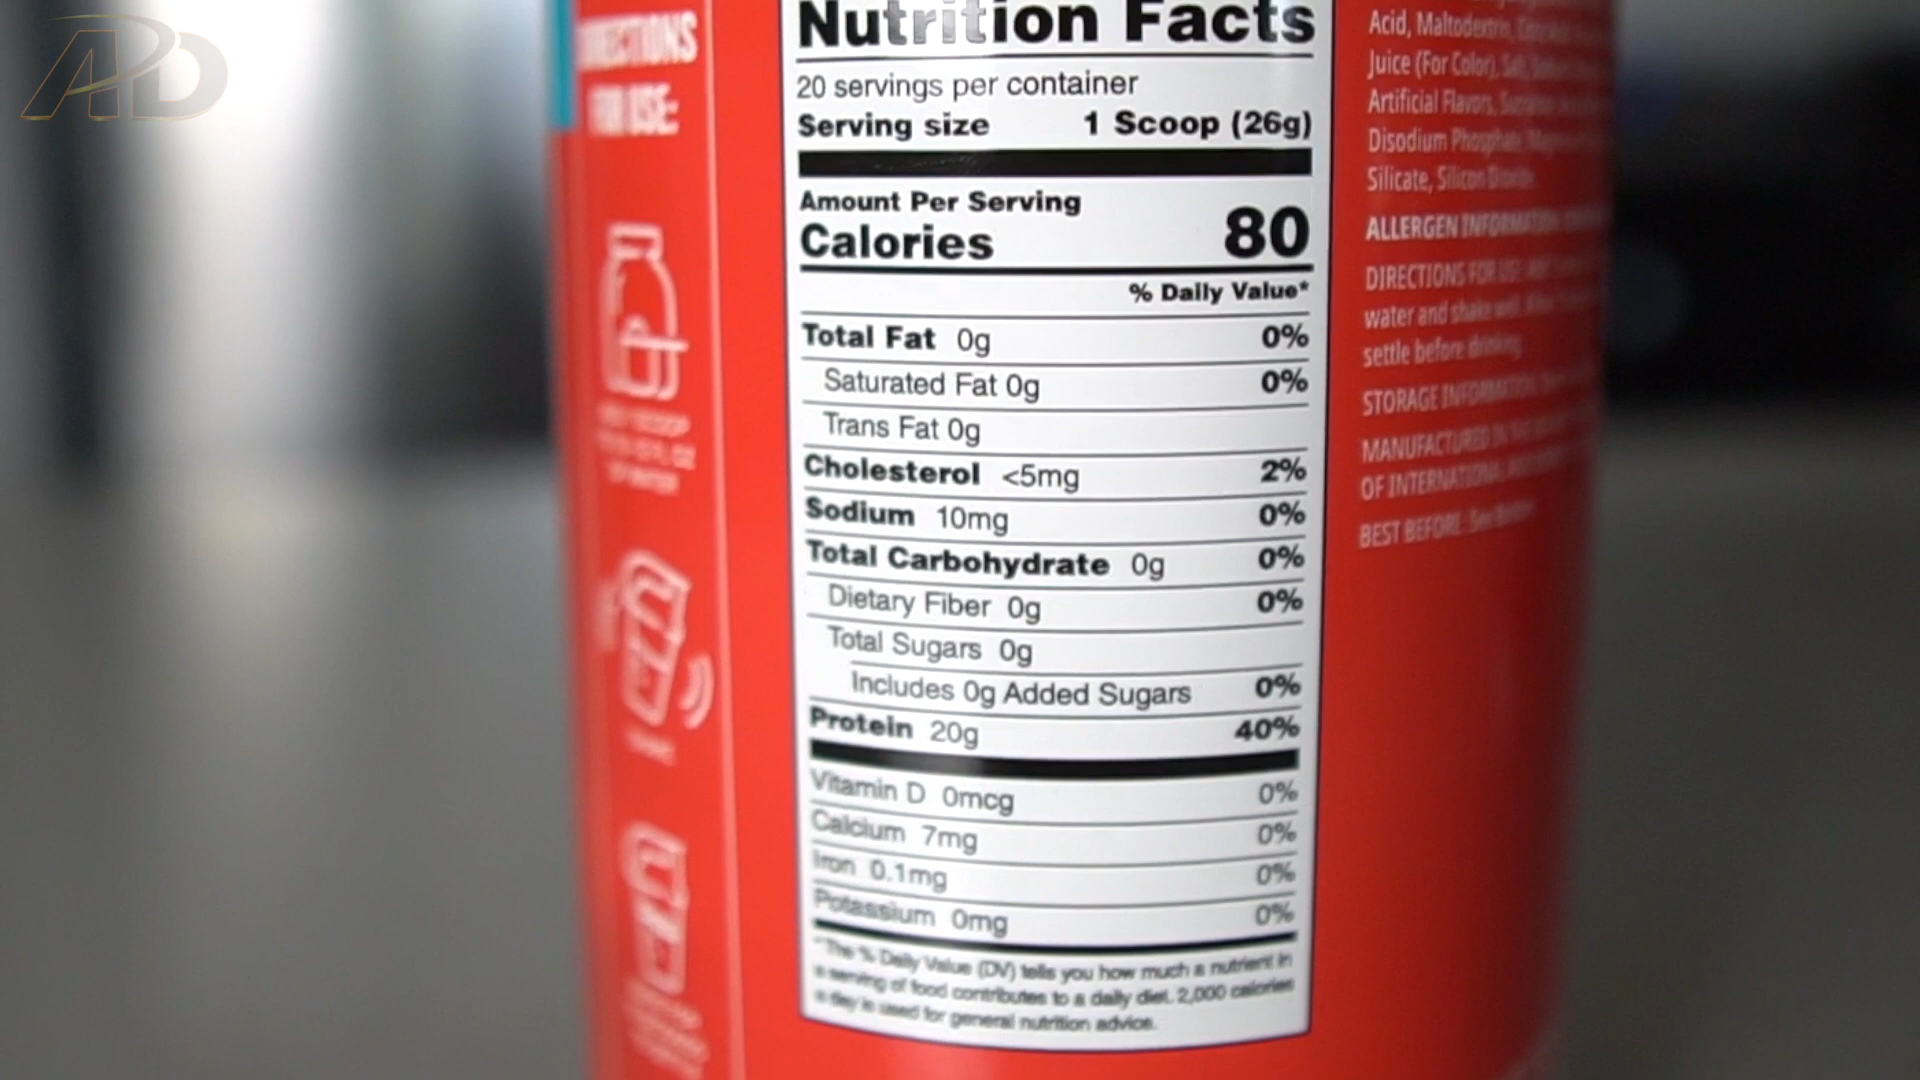 AD
DIRECTIONS
FOR USE:
Nutrition Facts
20 servings per container
Serving size 1 Scoop (26g)
Amount Per Serving
Calories 80
% Daily Value*
Total Fat 0g 0%
Saturated Fat 0g 0%
Trans Fat 0g
Cholesterol <5mg 2%
Sodium 10mg 0%
Total Carbohydrate 0g 0%
Dietary Fiber 0g 0%
Total Sugars 0g
Includes 0g Added Sugars 0%
Protein 20g 40%
Vitamin D 0mcg 0%
Calcium 7mg 0%
Iron 0.1mg 0%
Potassium 0mg 0%
*The % Daily Value (DV) tells you how much a nutrient in
a serving of food contributes to a daily diet. 2,000 calories
a day is used for general nutrition advice.
Acid, Maltodextrin,
Juice (For Color), Salt,
Artificial Flavors,
Disodium Phosphate,
Silicate, Silicon Dioxide.
ALLERGEN INFORMATION:
DIRECTIONS FOR USE:
water and shake well.
settle before drinking.
STORAGE INFORMATION:
MANUFACTURED IN THE
OF INTERNATIONAL
BEST BEFORE: See Bottom